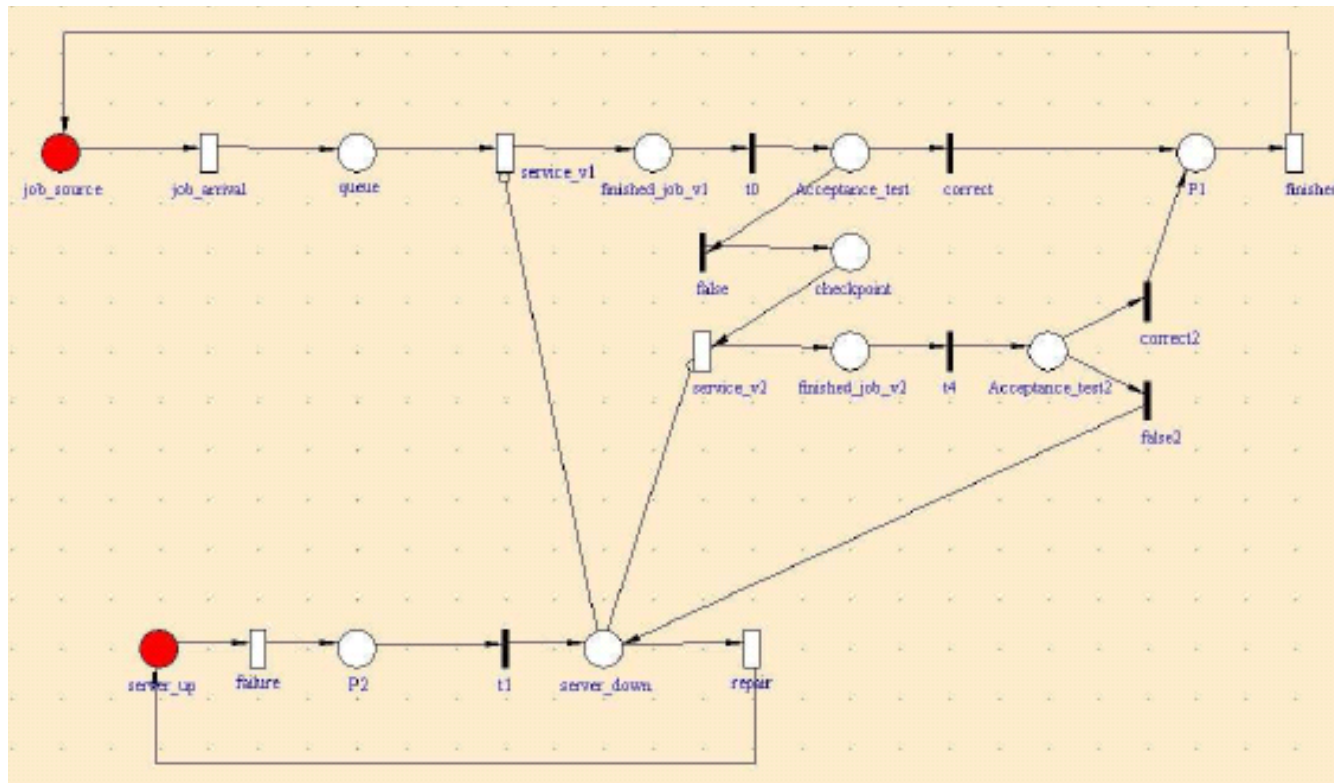 job_source
job_arrival
queue
service_v1
finished_job_v1
t0
Acceptance_test
correct
P1
finished
false
checkpoint
correct2
service_v2
finished_job_v2
t4
Acceptance_test2
false2
server_up
failure
P2
t1
server_down
repair